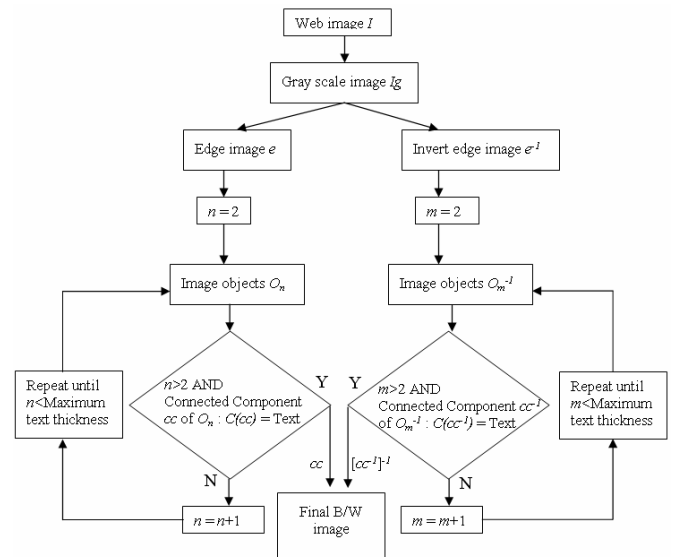 Web image I
Gray scale image Ig
Edge image e
Invert edge image e⁻¹
n = 2
m = 2
Image objects Oₙ
Image objects Oₘ⁻¹
n>2 AND
Connected Component
cc of Oₙ : C(cc) = Text
Y
Y
m>2 AND
Connected Component cc⁻¹
of Oₘ⁻¹ : C(cc⁻¹) = Text
Repeat until
n<Maximum
text thickness
Repeat until
m<Maximum
text thickness
cc
[cc⁻¹]⁻¹
N
N
n = n+1
Final B/W
image
m = m+1